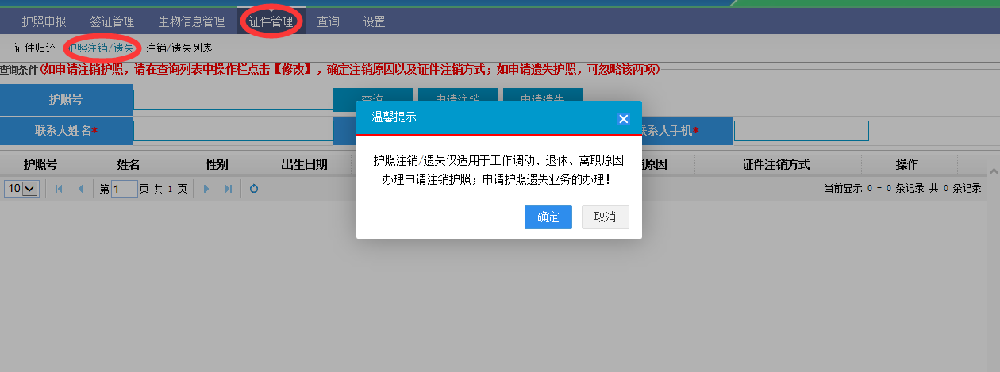 护照申报 签证管理 生物信息管理 证件管理 查询 设置
证件归还 护照注销/遗失 注销/遗失列表
查询条件(如申请注销护照，请在查询列表中操作栏点击【修改】，确定注销原因以及证件注销方式；如申请遗失护照，可忽略该两项)
护照号 查询 申请注销 申请遗失
温馨提示
联系人姓名* 联系人手机*
护照注销/遗失仅适用于工作调动、退休、离职原因
办理申请注销护照；申请护照遗失业务的办理！
护照号 姓名 性别 出生日期 原因 证件注销方式 操作
10 第 1 页 共 1 页 当前显示 0 - 0 条记录 共 0 条记录
确定 取消